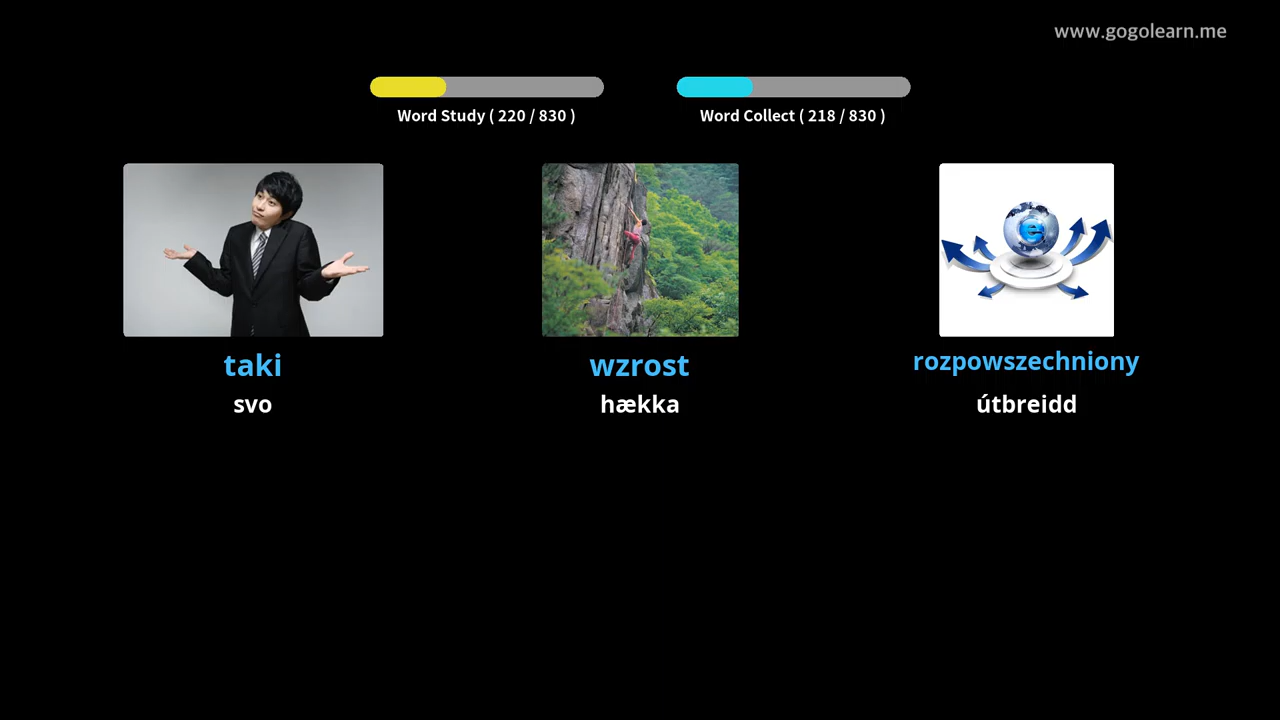 www.gogolearn.me
Word Study ( 220 / 830 )
Word Collect ( 218 / 830 )
taki
wzrost
rozpowszechniony
svo
hækka
útbreidd